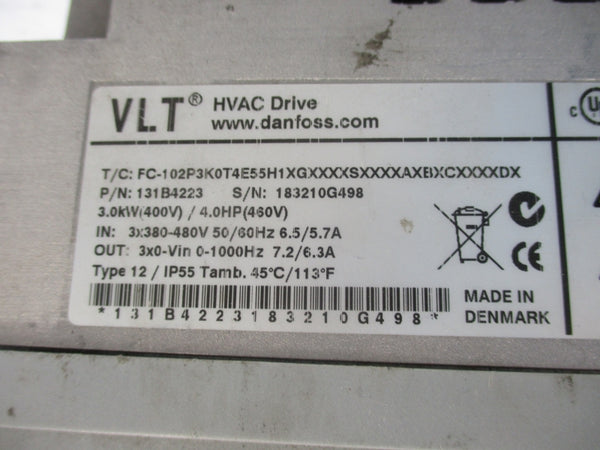 VLT® HVAC Drive
www.danfoss.com
T/C: FC-102P3K0T4E55H1XGXXXXSXXXXAXBXCXXXXDX
P/N: 131B4223 S/N: 183210G498
3.0kW(400V) / 4.0HP(460V)
IN: 3x380-480V 50/60Hz 6.5/5.7A
OUT: 3x0-Vin 0-1000Hz 7.2/6.3A
Type 12 / IP55 Tamb. 45°C/113°F
*131B4223183210G498*
MADE IN
DENMARK
CE